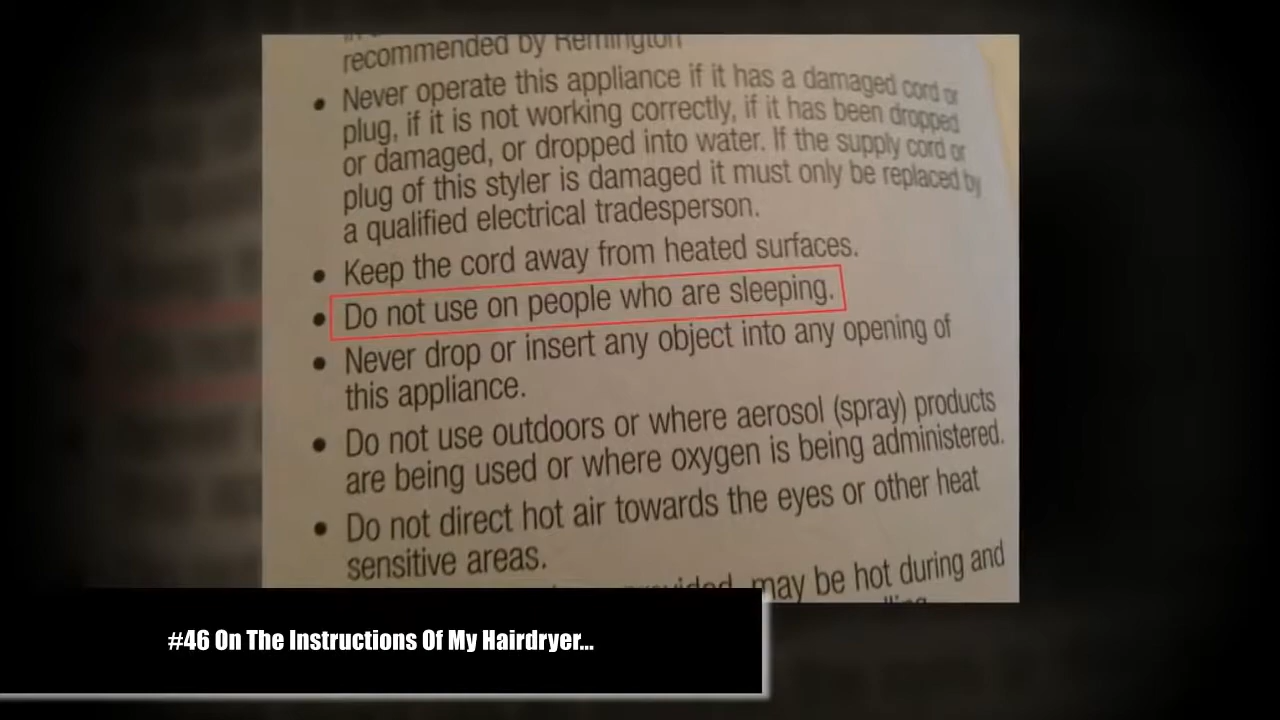 recommended by Remington
• Never operate this appliance if it has a damaged cord or
plug, if it is not working correctly, if it has been dropped
or damaged, or dropped into water. If the supply cord or
plug of this styler is damaged it must only be replaced by
a qualified electrical tradesperson.
• Keep the cord away from heated surfaces.
• Do not use on people who are sleeping.
• Never drop or insert any object into any opening of
this appliance.
• Do not use outdoors or where aerosol (spray) products
are being used or where oxygen is being administered.
• Do not direct hot air towards the eyes or other heat
sensitive areas.
provided, may be hot during and
#46 On The Instructions Of My Hairdryer...